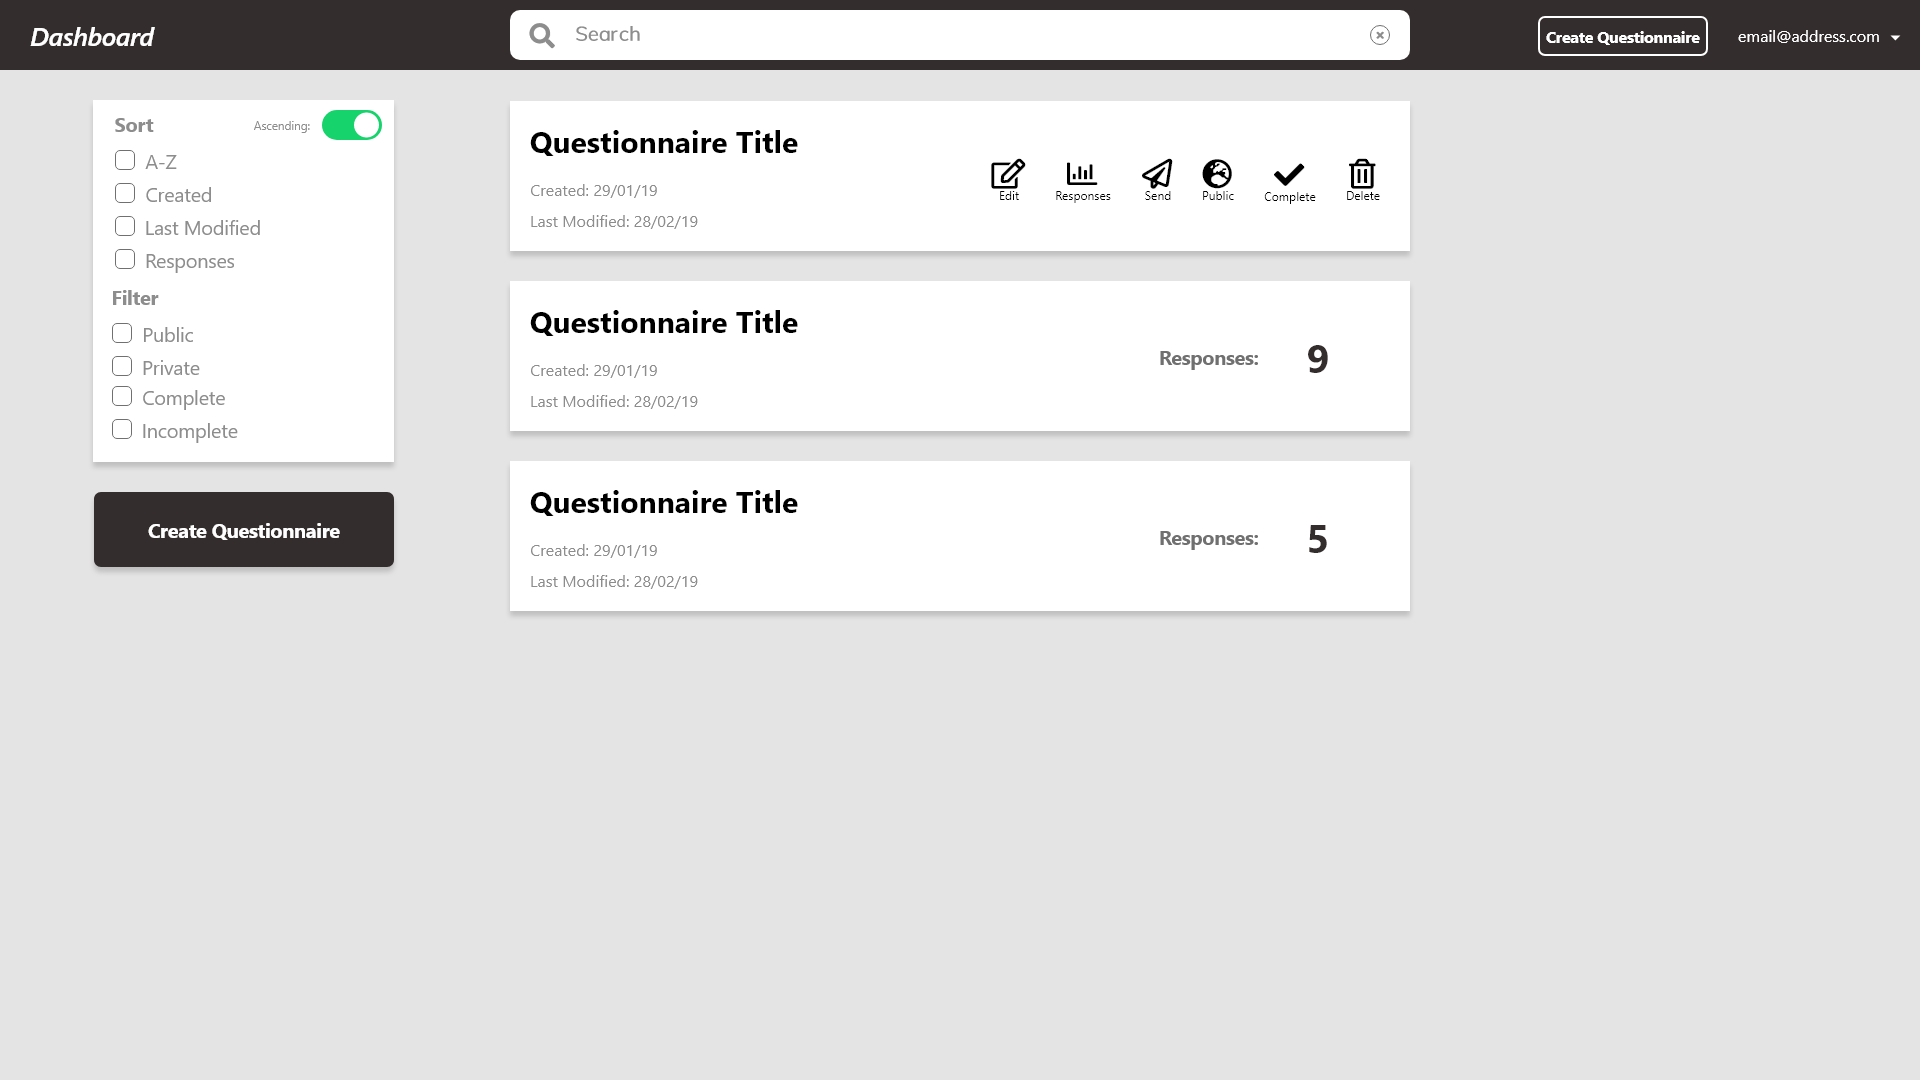 Dashboard
Search
Create Questionnaire
email@address.com
Sort
Ascending:
A-Z
Created
Last Modified
Responses
Filter
Public
Private
Complete
Incomplete
Create Questionnaire
Questionnaire Title
Created: 29/01/19
Last Modified: 28/02/19
Edit
Responses
Send
Public
Complete
Delete
Questionnaire Title
Created: 29/01/19
Last Modified: 28/02/19
Responses: 9
Questionnaire Title
Created: 29/01/19
Last Modified: 28/02/19
Responses: 5